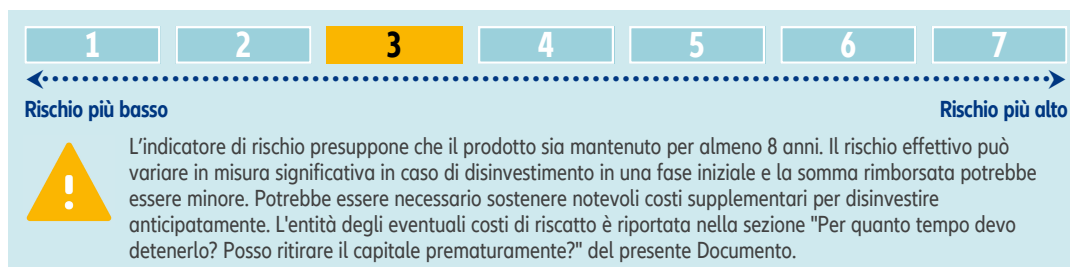 1 2 3 4 5 6 7
Rischio più basso Rischio più alto
L'indicatore di rischio presuppone che il prodotto sia mantenuto per almeno 8 anni. Il rischio effettivo può
variare in misura significativa in caso di disinvestimento in una fase iniziale e la somma rimborsata potrebbe
essere minore. Potrebbe essere necessario sostenere notevoli costi supplementari per disinvestire
anticipatamente. L'entità degli eventuali costi di riscatto è riportata nella sezione "Per quanto tempo devo
detenerlo? Posso ritirare il capitale prematuramente?" del presente Documento.